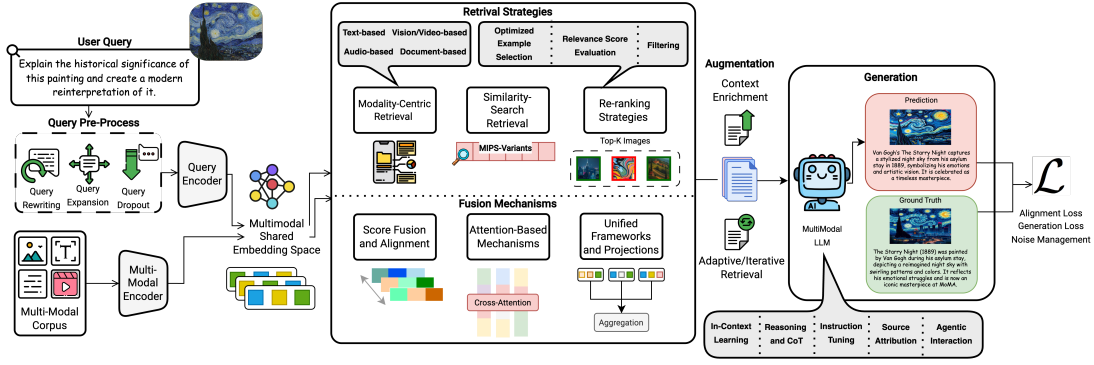 User Query
Explain the historical significance of
this painting and create a modern
reinterpretation of it.
Query Pre-Process
Query
Rewriting
Query
Expansion
Query
Dropout
Query
Encoder
Multi-Modal
Corpus
Multi-
Modal
Encoder
Multimodal
Shared
Embedding Space
Retrival Strategies
Text-based Vision/Video-based
Audio-based Document-based
Optimized
Example
Selection
Relevance Score
Evaluation
Filtering
Modality-Centric
Retrieval
Similarity-
Search
Retrieval
Re-ranking
Strategies
MIPS-Variants
Top-K Images
Fusion Mechanisms
Score Fusion
and Alignment
Attention-Based
Mechanisms
Unified
Frameworks
and Projections
Cross-Attention
Aggregation
Augmentation
Context
Enrichment
Adaptive/Iterative
Retrieval
Generation
AI
MultiModal
LLM
Prediction
Van Gogh's The Starry Night captures
a stylized night sky from his asylum
stay in 1889, symbolizing his emotions
and artistic vision. It is celebrated as
a timeless masterpiece.
Ground Truth
The Starry Night (1889) was painted
by Van Gogh during his asylum stay,
depicting a reimagined night sky with
swirling patterns and colors. It reflects
his emotional struggles and is now an
iconic masterpiece at MoMA.
In-Context
Learning
Reasoning
and CoT
Instruction
Tuning
Source
Attribution
Agentic
Interaction
ℒ
Alignment Loss
Generation Loss
Noise Management